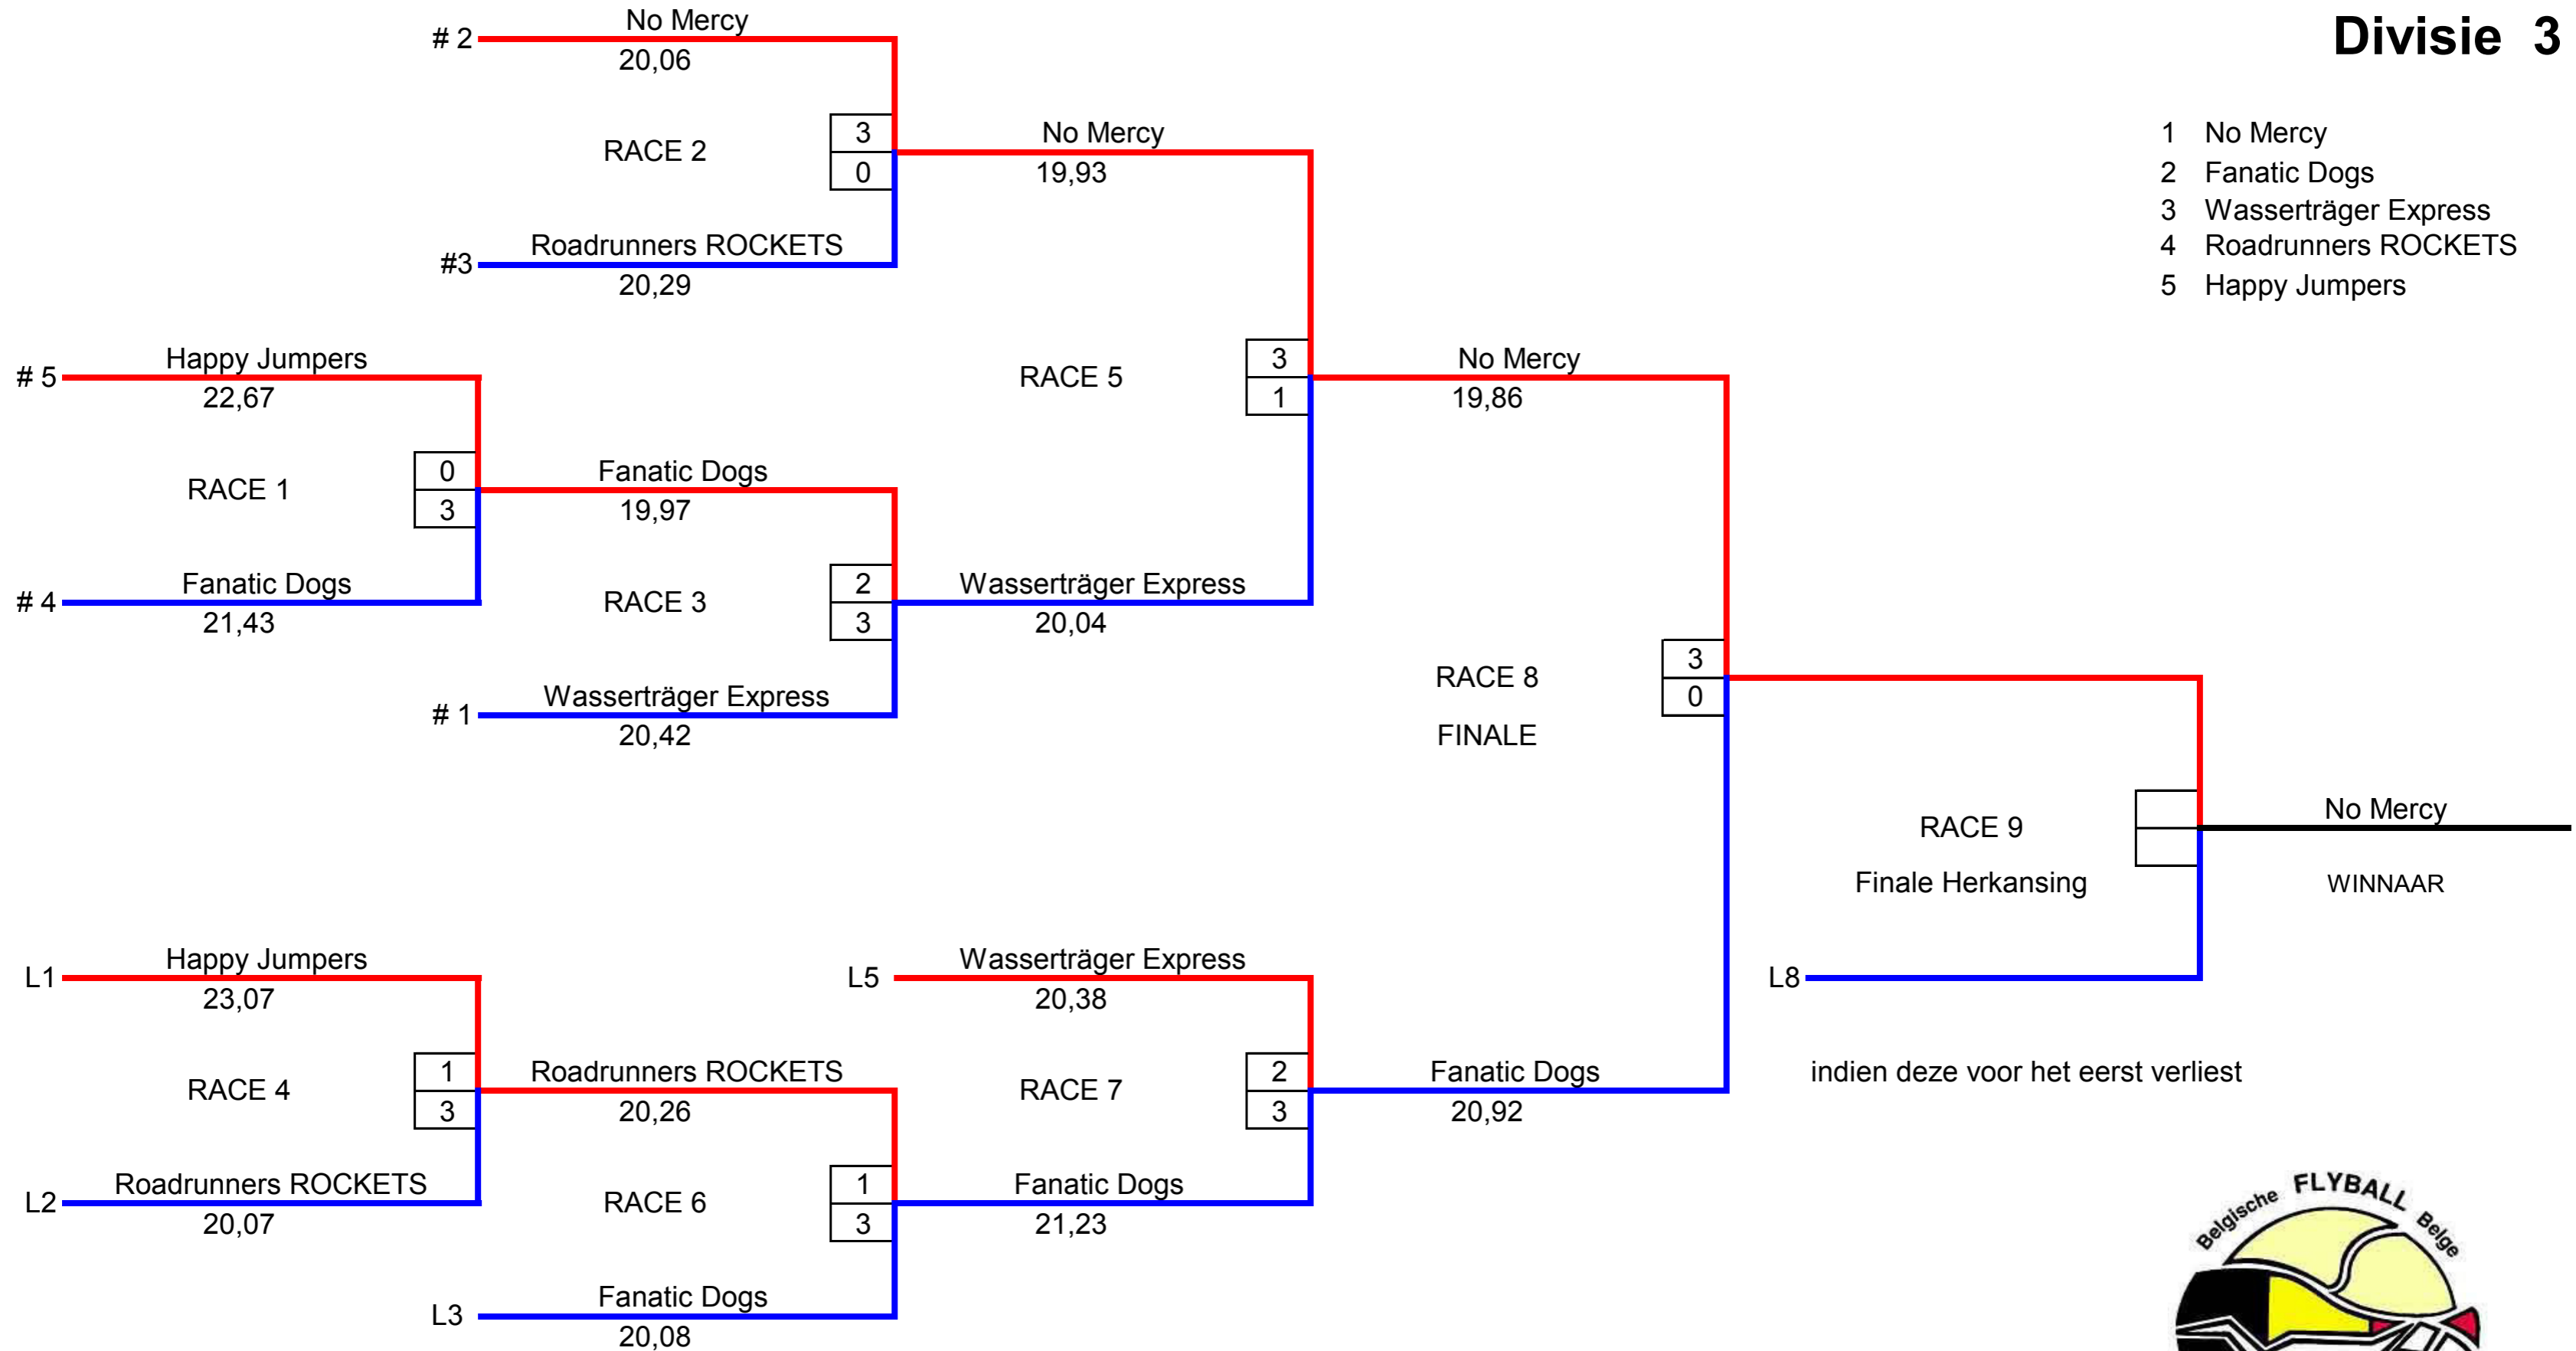 Divisie 3
1 No Mercy
2 Fanatic Dogs
3 Wasserträger Express
4 Roadrunners ROCKETS
5 Happy Jumpers
# 2
No Mercy
20,06
RACE 2
3
0
#3
Roadrunners ROCKETS
20,29
# 5
Happy Jumpers
22,67
RACE 1
0
3
# 4
Fanatic Dogs
21,43
Fanatic Dogs
19,97
RACE 3
2
3
# 1
Wasserträger Express
20,42
No Mercy
19,93
RACE 5
3
1
Wasserträger Express
20,04
No Mercy
19,86
RACE 8
FINALE
3
0
L1
Happy Jumpers
23,07
RACE 4
1
3
L2
Roadrunners ROCKETS
20,07
Roadrunners ROCKETS
20,26
RACE 6
1
3
L3
Fanatic Dogs
20,08
L5
Wasserträger Express
20,38
RACE 7
2
3
Fanatic Dogs
21,23
Fanatic Dogs
20,92
RACE 9
Finale Herkansing
No Mercy
WINNAAR
L8
indien deze voor het eerst verliest
Belgische FLYBALL Belge